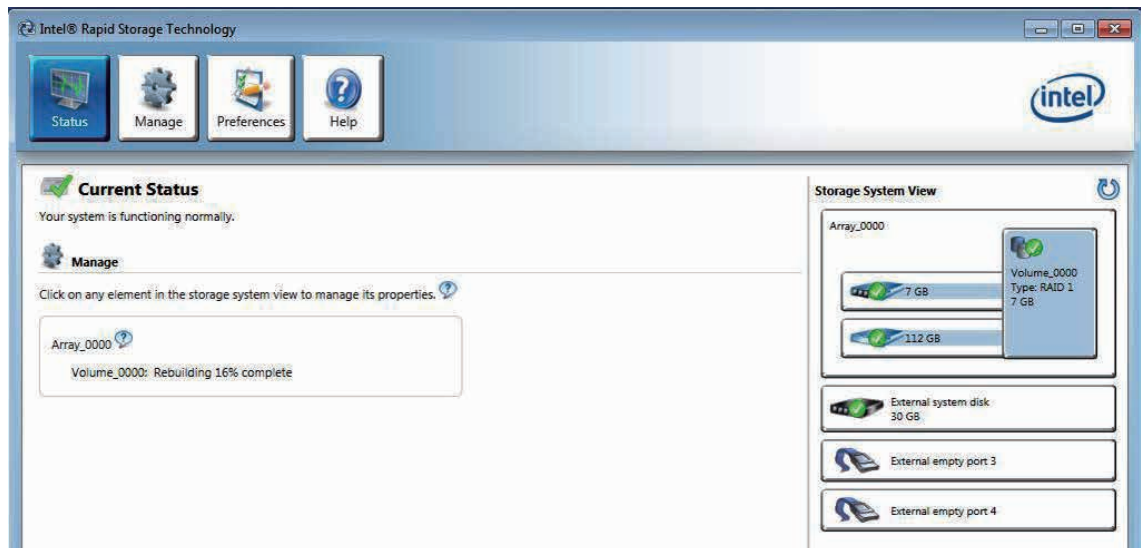 Intel® Rapid Storage Technology
Status
Manage
Preferences
Help
intel
Current Status
Your system is functioning normally.
Manage
Click on any element in the storage system view to manage its properties.
Array_0000
Volume_0000: Rebuilding 16% complete
Storage System View
Array_0000
Volume_0000
Type: RAID 1
7 GB
7 GB
112 GB
External system disk
30 GB
External empty port 3
External empty port 4